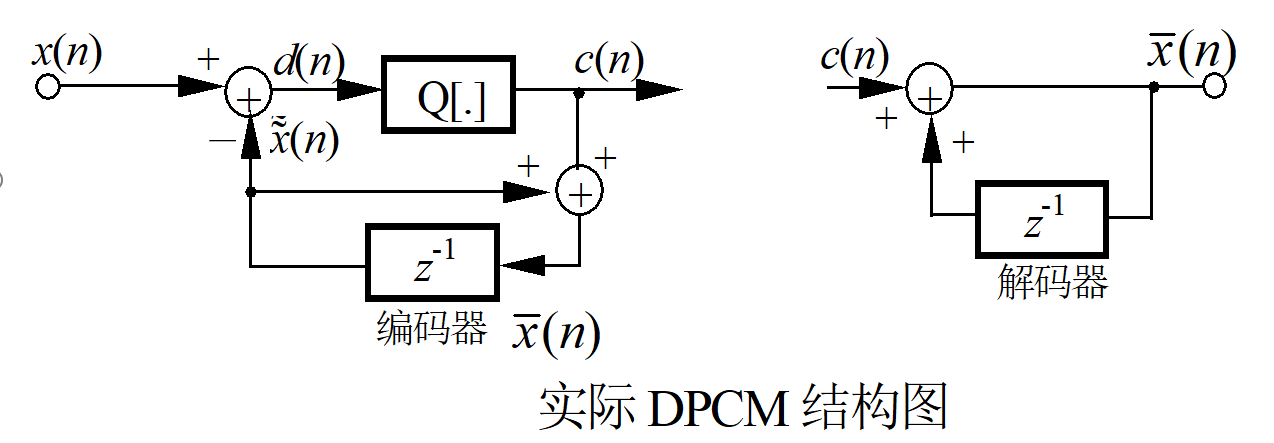 x(n) + d(n) Q[.] c(n)
+
− x̃̃(n)
+ + +
z⁻¹
编码器 x̄(n)
c(n) + x̄(n)
+ +
z⁻¹
解码器
实际 DPCM 结构图